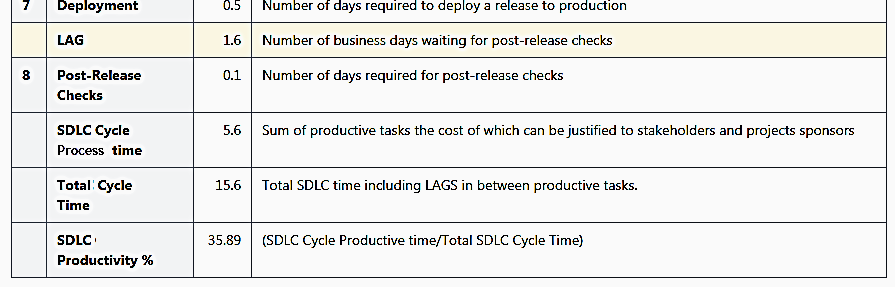 7 Deployment 0.5 Number of days required to deploy a release to production
LAG 1.6 Number of business days waiting for post-release checks
8 Post-Release 0.1 Number of days required for post-release checks
Checks
SDLC Cycle 5.6 Sum of productive tasks the cost of which can be justified to stakeholders and projects sponsors
Process time
Total Cycle 15.6 Total SDLC time including LAGS in between productive tasks.
Time
SDLC 35.89 (SDLC Cycle Productive time/Total SDLC Cycle Time)
Productivity %